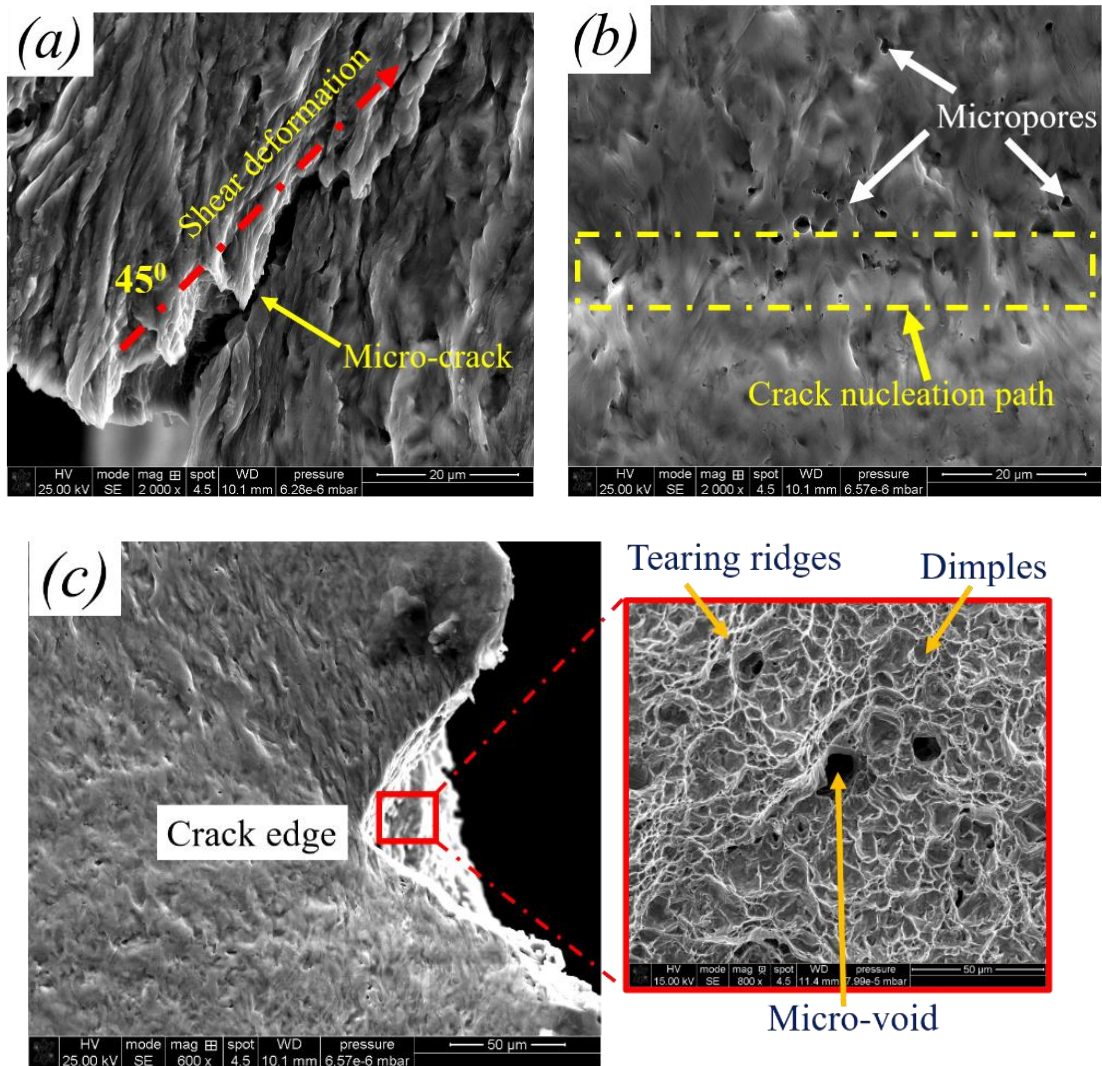 (a)
Shear deformation
45⁰
Micro-crack
HV mode mag ⊞ spot WD pressure
25.00 kV SE 2 000 x 4.5 10.1 mm 6.28e-6 mbar 20 µm
(b)
Micropores
Crack nucleation path
HV mode mag ⊞ spot WD pressure
25.00 kV SE 2 000 x 4.5 10.1 mm 6.57e-6 mbar 20 µm
(c)
Crack edge
HV mode mag ⊞ spot WD pressure
25.00 kV SE 600 x 4.5 10.1 mm 6.57e-6 mbar 50 µm
Tearing ridges
Dimples
HV mode mag spot WD pressure
15.00 kV SE 800 x 4.5 11.4 mm 7.99e-5 mbar 50 µm
Micro-void